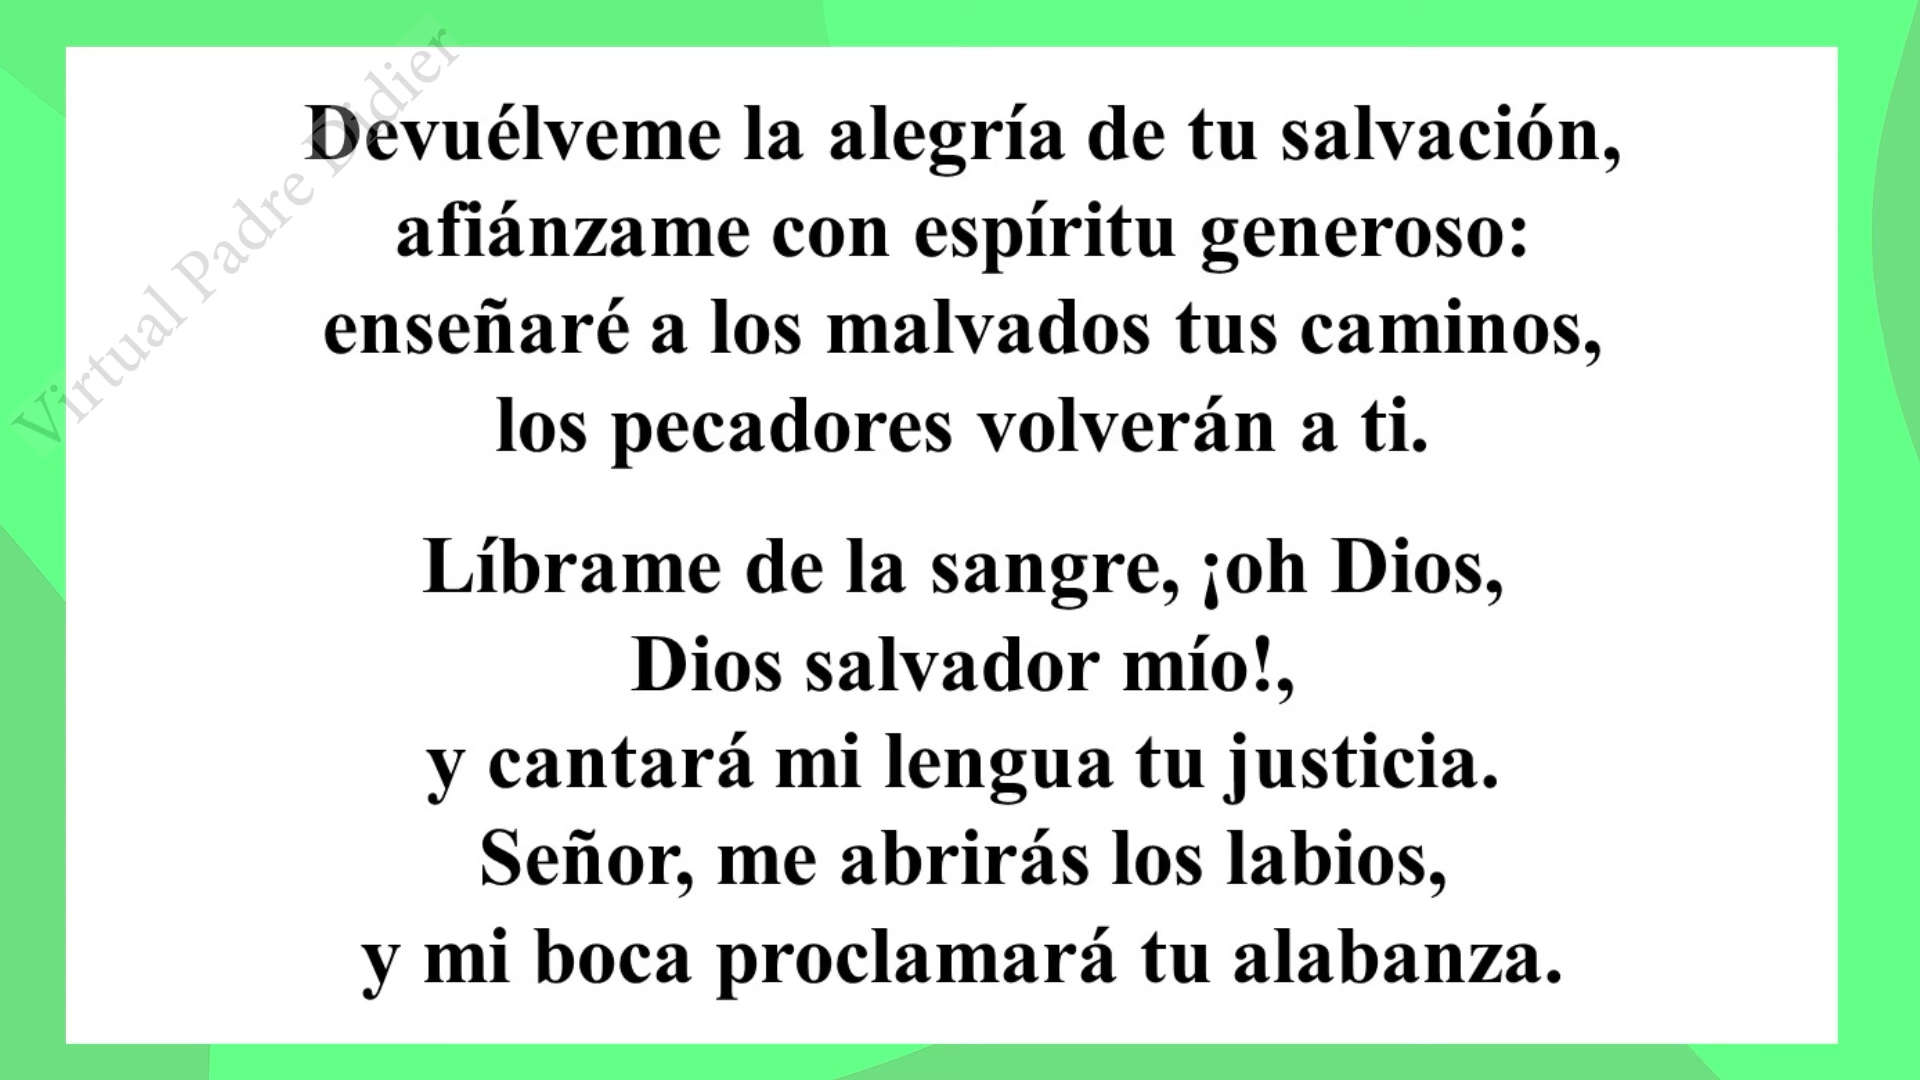 Virtual Padre Didier
Devuélveme la alegría de tu salvación,
afiánzame con espíritu generoso:
enseñaré a los malvados tus caminos,
los pecadores volverán a ti.
Líbrame de la sangre, ¡oh Dios,
Dios salvador mío!,
y cantará mi lengua tu justicia.
Señor, me abrirás los labios,
y mi boca proclamará tu alabanza.